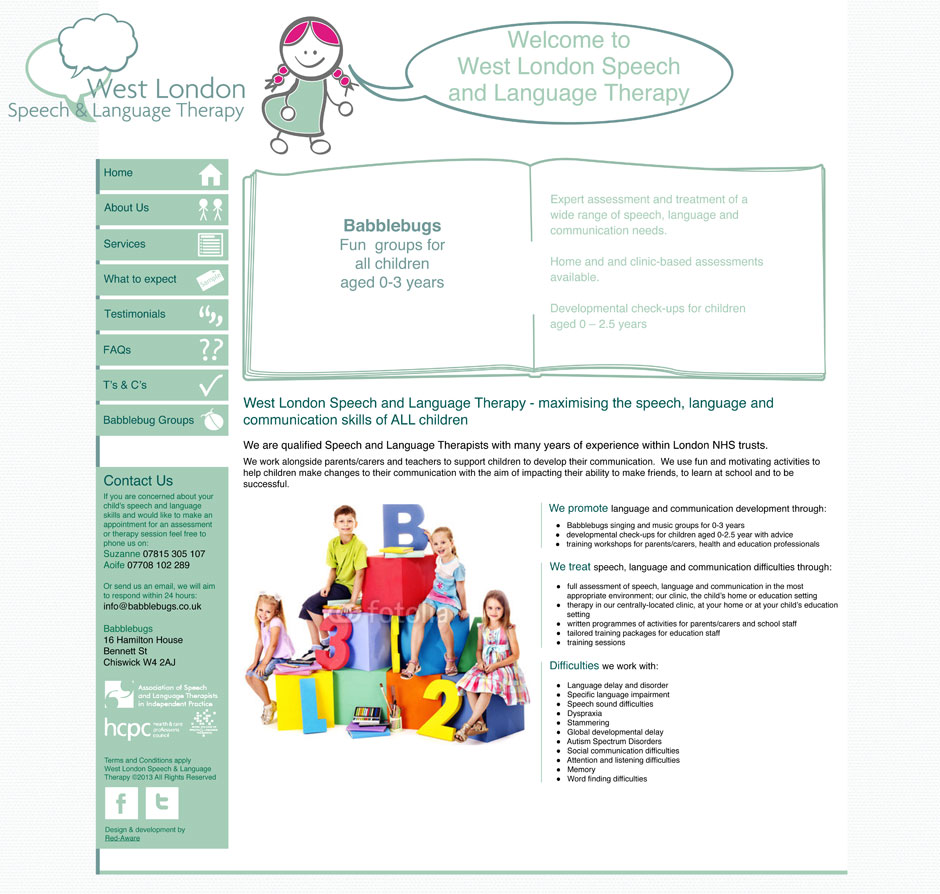 West London
Speech & Language Therapy
Welcome to
West London Speech
and Language Therapy
Home
About Us
Services
What to expect
sample
Testimonials
FAQs
??
T's & C's
Babblebug Groups
Babblebugs
Fun groups for
all children
aged 0-3 years
Expert assessment and treatment of a
wide range of speech, language and
communication needs.
Home and and clinic-based assessments
available.
Developmental check-ups for children
aged 0 – 2.5 years
West London Speech and Language Therapy - maximising the speech, language and
communication skills of ALL children
We are qualified Speech and Language Therapists with many years of experience within London NHS trusts.
We work alongside parents/carers and teachers to support children to develop their communication. We use fun and motivating activities to
help children make changes to their communication with the aim of impacting their ability to make friends, to learn at school and to be
successful.
Contact Us
If you are concerned about your
child's speech and language
skills and would like to make an
appointment for an assessment
or therapy session feel free to
phone us on:
Suzanne 07815 305 107
Aoife 07708 102 289
Or send us an email, we will aim
to respond within 24 hours:
info@babblebugs.co.uk
Babblebugs
16 Hamilton House
Bennett St
Chiswick W4 2AJ
Association of Speech
and Language Therapists
in Independent Practice
hcpc health & care
professions
council
Terms and Conditions apply
West London Speech & Language
Therapy ©2013 All Rights Reserved
f t
Design & development by
Red-Aware
B
3 1 A
L 2
fotolia
We promote language and communication development through:
● Babblebugs singing and music groups for 0-3 years
● developmental check-ups for children aged 0-2.5 year with advice
● training workshops for parents/carers, health and education professionals
We treat speech, language and communication difficulties through:
● full assessment of speech, language and communication in the most
appropriate environment; our clinic, the child's home or education setting
● therapy in our centrally-located clinic, at your home or at your child's education
setting
● written programmes of activities for parents/carers and school staff
● tailored training packages for education staff
● training sessions
Difficulties we work with:
● Language delay and disorder
● Specific language impairment
● Speech sound difficulties
● Dyspraxia
● Stammering
● Global developmental delay
● Autism Spectrum Disorders
● Social communication difficulties
● Attention and listening difficulties
● Memory
● Word finding difficulties